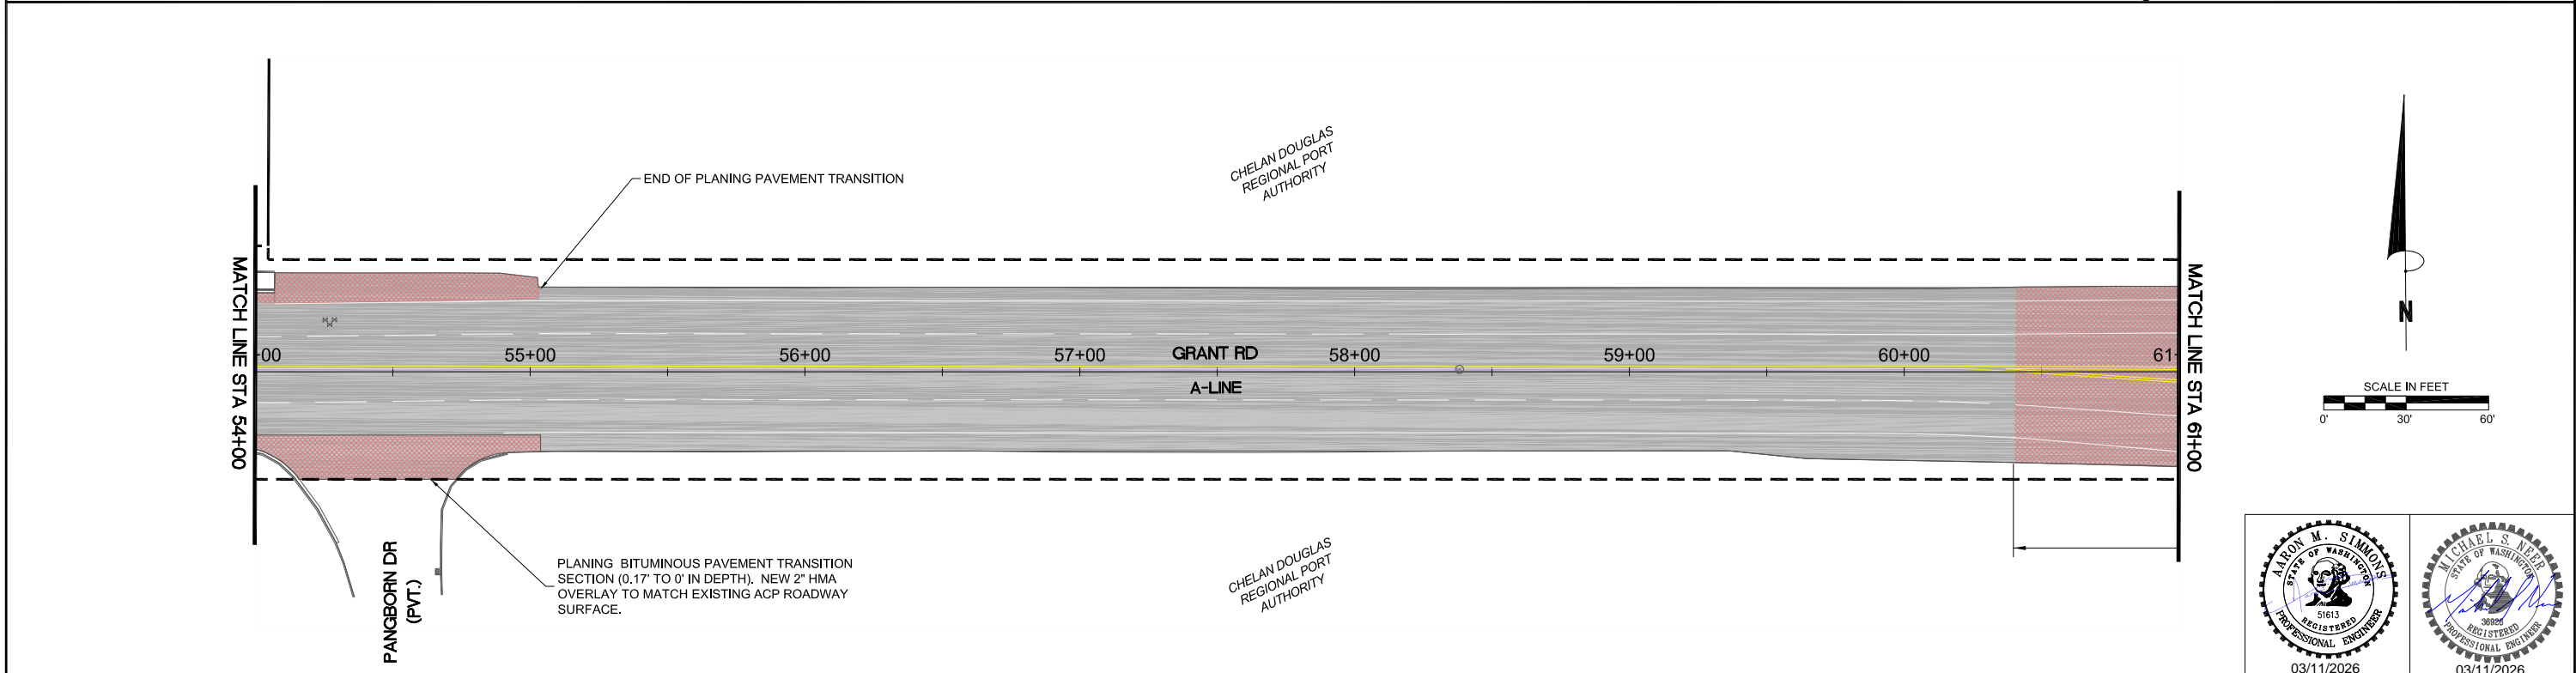 END OF PLANING PAVEMENT TRANSITION
CHELAN DOUGLAS
REGIONAL PORT
AUTHORITY
MATCH LINE STA 54+00
+00
55+00
56+00
57+00
GRANT RD
58+00
59+00
60+00
61+
A-LINE
MATCH LINE STA 61+00
N
SCALE IN FEET
0'
30'
60'
PANGBORN DR
(PVT.)
PLANING BITUMINOUS PAVEMENT TRANSITION
SECTION (0.17' TO 0' IN DEPTH). NEW 2" HMA
OVERLAY TO MATCH EXISTING ACP ROADWAY
SURFACE.
CHELAN DOUGLAS
REGIONAL PORT
AUTHORITY
AARON M. SIMMONS
STATE OF WASHINGTON
51613
REGISTERED
PROFESSIONAL ENGINEER
03/11/2026
MICHAEL S. NEER
STATE OF WASHINGTON
REGISTERED
PROFESSIONAL ENGINEER
03/11/2026